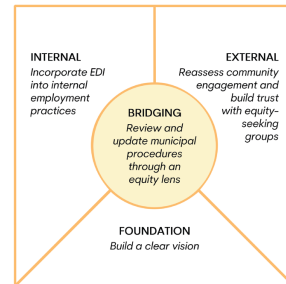 INTERNAL
Incorporate EDI
into internal
employment
practices
EXTERNAL
Reassess community
engagement and
build trust
with equity-
seeking
groups
BRIDGING
Review and
update municipal
procedures
through an
equity lens
FOUNDATION
Build a clear vision